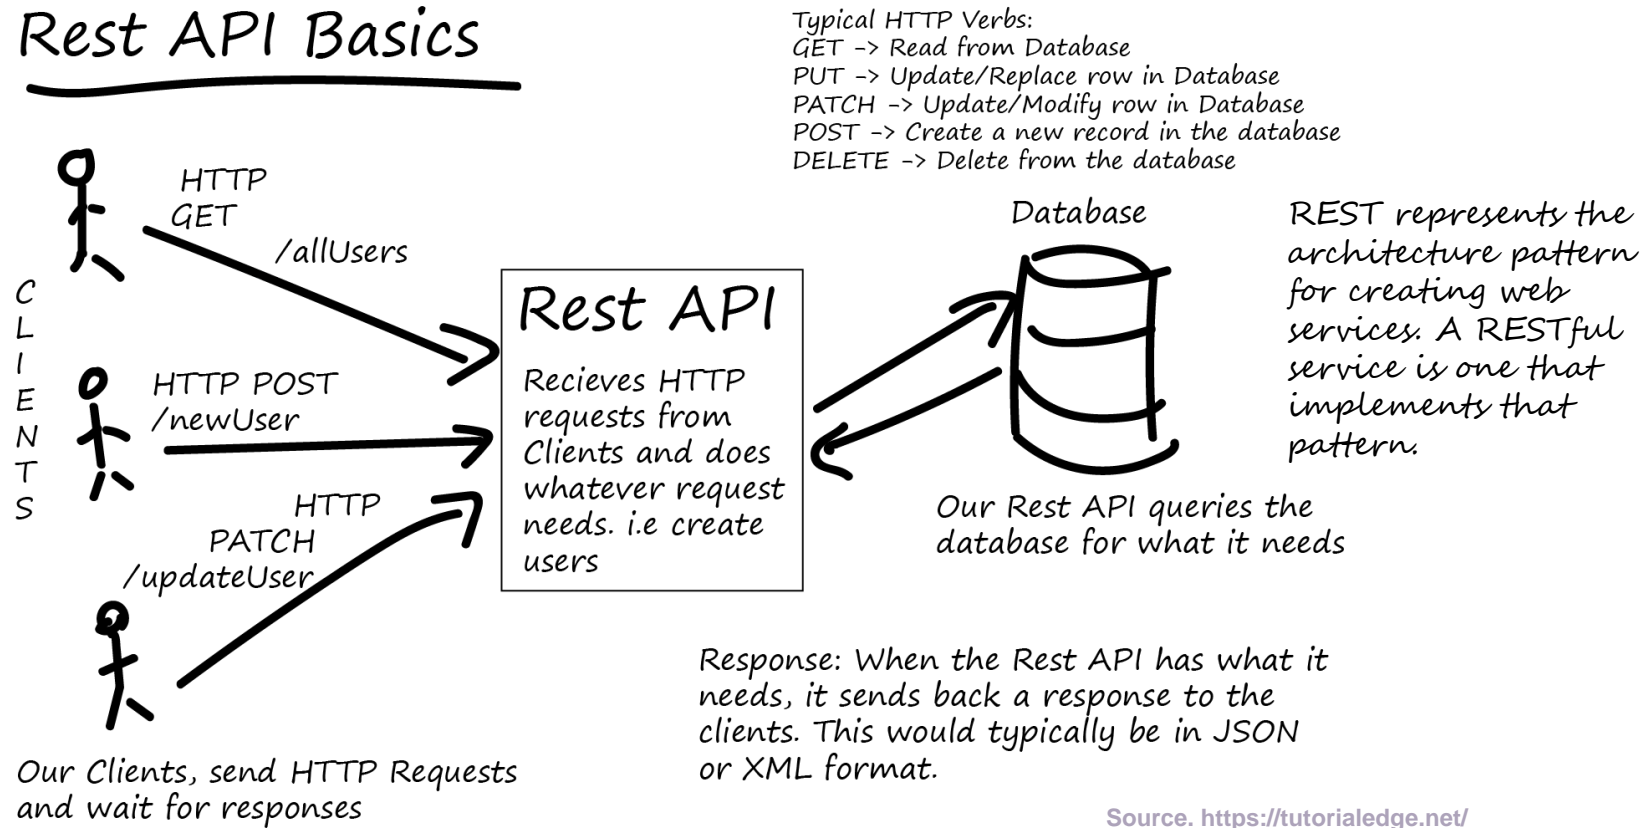 Rest API Basics
Typical HTTP Verbs:
GET -> Read from Database
PUT -> Update/Replace row in Database
PATCH -> Update/Modify row in Database
POST -> Create a new record in the database
DELETE -> Delete from the database
CLIENTS
HTTP
GET
/allUsers
HTTP POST
/newUser
HTTP
PATCH
/updateUser
Our Clients, send HTTP Requests
and wait for responses
Rest API
Recieves HTTP
requests from
Clients and does
whatever request
needs. i.e create
users
Database
Our Rest API queries the
database for what it needs
REST represents the
architecture pattern
for creating web
services. A RESTful
service is one that
implements that
pattern.
Response: When the Rest API has what it
needs, it sends back a response to the
clients. This would typically be in JSON
or XML format.
Source. https://tutorialedge.net/